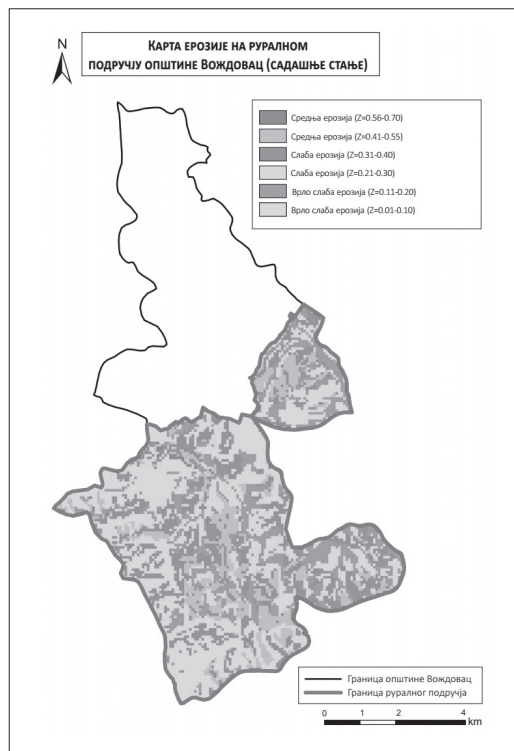 N
КАРТА ЕРОЗИЈЕ НА РУРАЛНОМ
ПОДРУЧЈУ ОПШТИНЕ ВОЖДОВАЦ (САДАШЊЕ СТАЊЕ)
Средња ерозија (Z=0.56-0.70)
Средња ерозија (Z=0.41-0.55)
Слаба ерозија (Z=0.31-0.40)
Слаба ерозија (Z=0.21-0.30)
Врло слаба ерозија (Z=0.11-0.20)
Врло слаба ерозија (Z=0.01-0.10)
Граница општине Вождовац
Граница руралног подручја
0 1 2 4
km